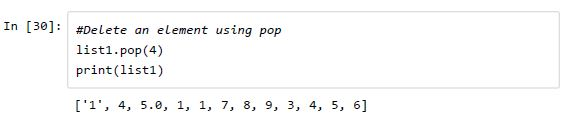 In [30]: #Delete an element using pop
list1.pop(4)
print(list1)
['1', 4, 5.0, 1, 1, 7, 8, 9, 3, 4, 5, 6]